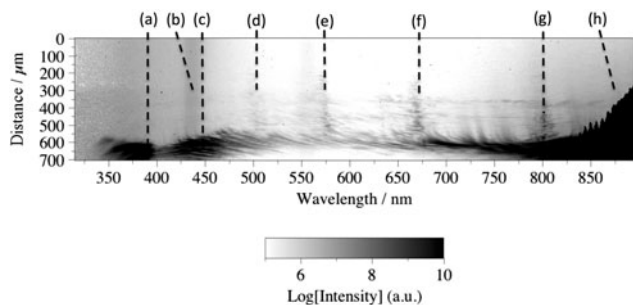 (a) (b) (c) (d) (e) (f) (g) (h)
0
100
200
300
400
500
600
700
Distance / μm
350 400 450 500 550 600 650 700 750 800 850
Wavelength / nm
6 8 10
Log[Intensity] (a.u.)